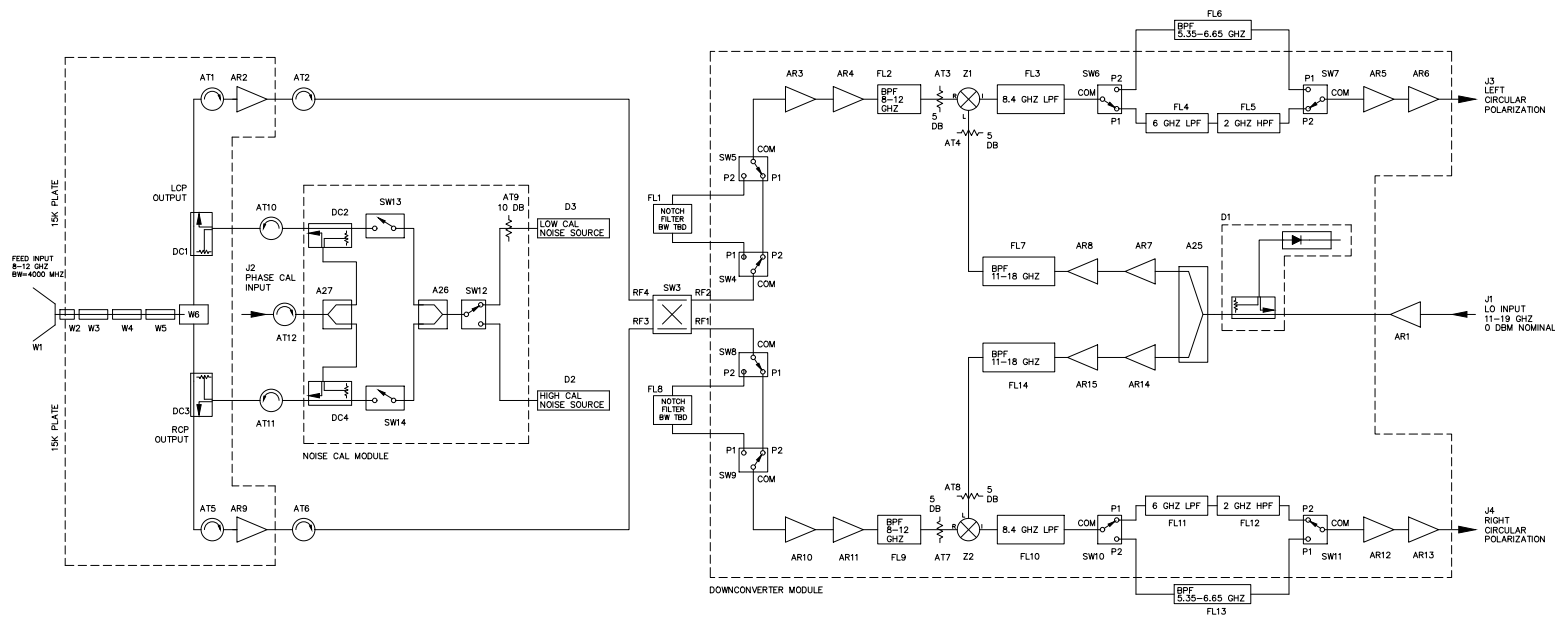 FL6
BPF
5.35-6.65 GHZ
AT1
AR2
AT2
AR3
AR4
FL2
BPF
8-12
GHZ
AT3
5
DB
Z1
R
I
L
FL3
8.4 GHZ LPF
SW6
P2
COM
P1
FL4
6 GHZ LPF
FL5
2 GHZ HPF
P1
SW7
COM
P2
AR5
AR6
J3
LEFT
CIRCULAR
POLARIZATION
AT4
5
DB
15K PLATE
LCP
OUTPUT
DC1
AT10
DC2
SW13
AT9
10 DB
D3
LOW CAL
NOISE SOURCE
FL1
NOTCH
FILTER
BW TBD
SW5
COM
P2
P1
P1
P2
SW4
COM
FL7
BPF
11-18 GHZ
AR8
AR7
A25
D1
FEED INPUT
8-12 GHZ
BW=4000 MHZ
W1
W2
W3
W4
W5
W6
J2
PHASE CAL
INPUT
AT12
A27
A26
SW12
SW3
RF4
RF2
RF3
RF1
J1
LO INPUT
11-19 GHZ
0 DBM NOMINAL
AR1
15K PLATE
DC3
RCP
OUTPUT
AT11
DC4
SW14
D2
HIGH CAL
NOISE SOURCE
NOISE CAL MODULE
FL8
NOTCH
FILTER
BW TBD
SW8
COM
P2
P1
P1
P2
SW9
COM
BPF
11-18 GHZ
FL14
AR15
AR14
AT8
5
DB
AT5
AR9
AT6
AR10
AR11
BPF
8-12
GHZ
FL9
5
DB
AT7
L
R
I
Z2
8.4 GHZ LPF
FL10
P1
COM
SW10
P2
6 GHZ LPF
FL11
2 GHZ HPF
FL12
P2
COM
P1
SW11
AR12
AR13
J4
RIGHT
CIRCULAR
POLARIZATION
DOWNCONVERTER MODULE
BPF
5.35-6.65 GHZ
FL13